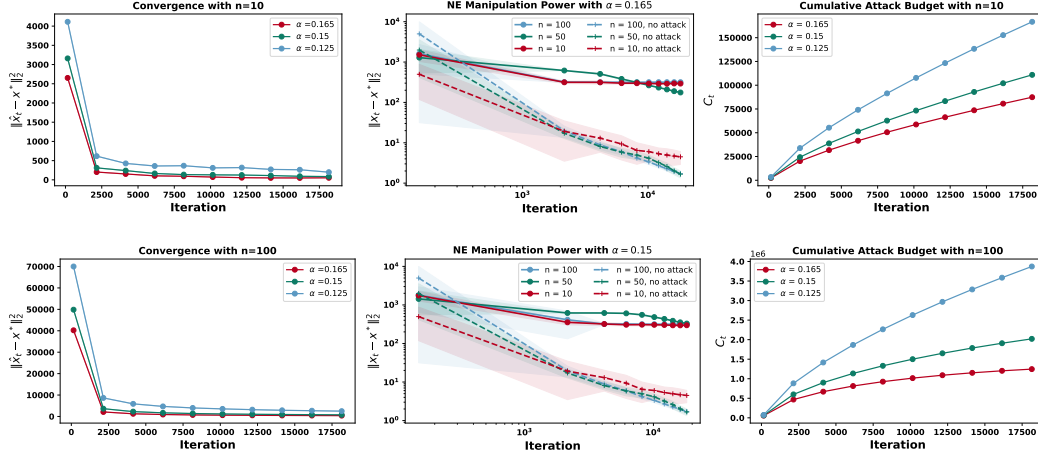 Convergence with n=10
4000
3500
3000
2500
2000
1500
1000
500
0
0 2500 5000 7500 10000 12500 15000 17500
Iteration
‖x̂_t − x*‖₂²
α =0.165
α =0.15
α =0.125
NE Manipulation Power with α = 0.165
10⁴
10³
10²
10¹
10⁰
10³ 10⁴
Iteration
‖x̂_t − x*‖₂²
n = 100
n = 50
n = 10
n = 100, no attack
n = 50, no attack
n = 10, no attack
Cumulative Attack Budget with n=10
150000
125000
100000
75000
50000
25000
0
0 2500 5000 7500 10000 12500 15000 17500
Iteration
C_t
α = 0.165
α = 0.15
α = 0.125
Convergence with n=100
70000
60000
50000
40000
30000
20000
10000
0
0 2500 5000 7500 10000 12500 15000 17500
Iteration
‖x̂_t − x*‖₂²
α =0.165
α =0.15
α =0.125
NE Manipulation Power with α = 0.15
10⁴
10³
10²
10¹
10⁰
10³ 10⁴
Iteration
‖x̂_t − x*‖₂²
n = 100
n = 50
n = 10
n = 100, no attack
n = 50, no attack
n = 10, no attack
Cumulative Attack Budget with n=100
1e6
4.0
3.5
3.0
2.5
2.0
1.5
1.0
0.5
0.0
0 2500 5000 7500 10000 12500 15000 17500
Iteration
C_t
α = 0.165
α = 0.15
α = 0.125